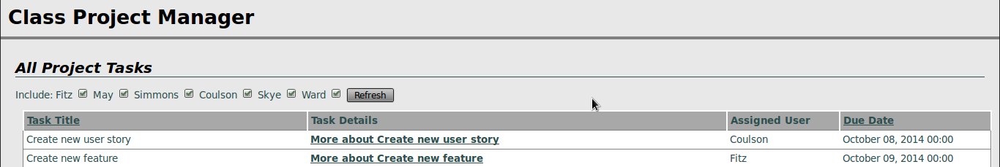 Class Project Manager
All Project Tasks
Include: Fitz May Simmons Coulson Skye Ward Refresh
Task Title Task Details Assigned User Due Date
Create new user story More about Create new user story Coulson October 08, 2014 00:00
Create new feature More about Create new feature Fitz October 09, 2014 00:00